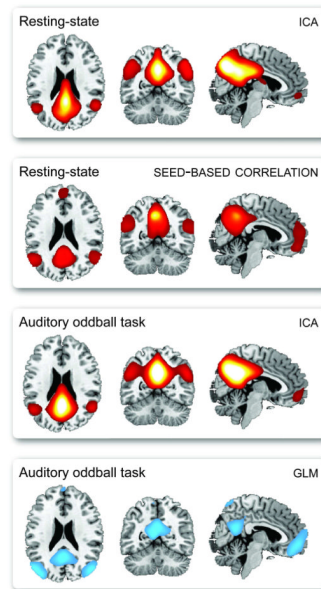 Resting-state ICA
Resting-state SEED-BASED CORRELATION
Auditory oddball task ICA
Auditory oddball task GLM